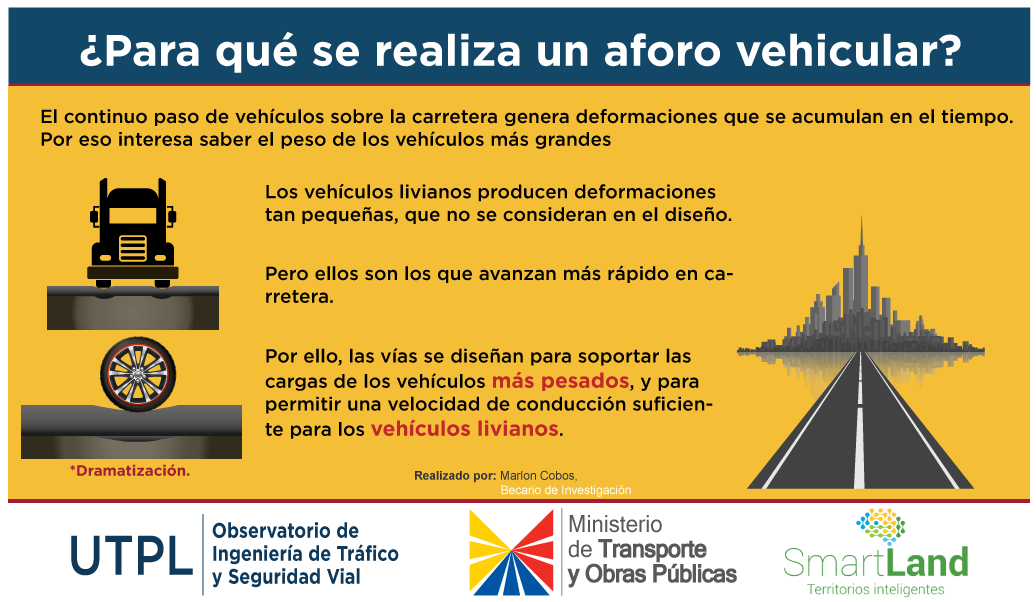 ¿Para qué se realiza un aforo vehicular?
El continuo paso de vehículos sobre la carretera genera deformaciones que se acumulan en el tiempo.
Por eso interesa saber el peso de los vehículos más grandes
Los vehículos livianos producen deformaciones
tan pequeñas, que no se consideran en el diseño.
Pero ellos son los que avanzan más rápido en ca-
rretera.
Por ello, las vías se diseñan para soportar las
cargas de los vehículos más pesados, y para
permitir una velocidad de conducción suficien-
te para los vehículos livianos.
*Dramatización.
Realizado por: Marlon Cobos,
Becario de Investigación
UTPL
Observatorio de
Ingeniería de Tráfico
y Seguridad Vial
Ministerio
de Transporte
y Obras Públicas
SmartLand
Territorios inteligentes